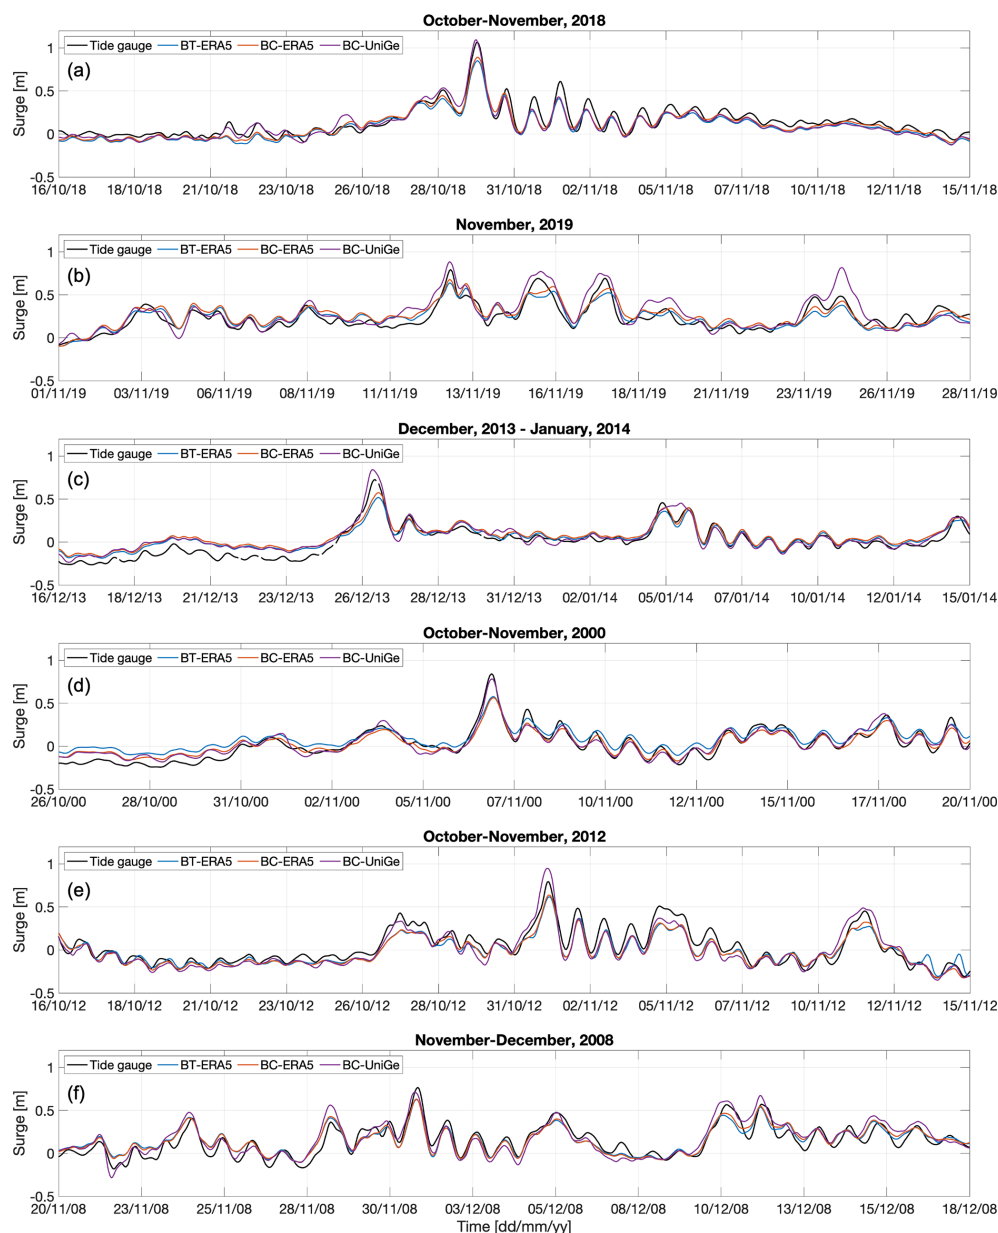 October-November, 2018
Tide gauge BT-ERA5 BC-ERA5 BC-UniGe
(a)
Surge [m]
1
0.5
0
-0.5
16/10/18 18/10/18 21/10/18 23/10/18 26/10/18 28/10/18 31/10/18 02/11/18 05/11/18 07/11/18 10/11/18 12/11/18 15/11/18
November, 2019
Tide gauge BT-ERA5 BC-ERA5 BC-UniGe
(b)
Surge [m]
1
0.5
0
-0.5
01/11/19 03/11/19 06/11/19 08/11/19 11/11/19 13/11/19 16/11/19 18/11/19 21/11/19 23/11/19 26/11/19 28/11/19
December, 2013 - January, 2014
Tide gauge BT-ERA5 BC-ERA5 BC-UniGe
(c)
Surge [m]
1
0.5
0
-0.5
16/12/13 18/12/13 21/12/13 23/12/13 26/12/13 28/12/13 31/12/13 02/01/14 05/01/14 07/01/14 10/01/14 12/01/14 15/01/14
October-November, 2000
Tide gauge BT-ERA5 BC-ERA5 BC-UniGe
(d)
Surge [m]
1
0.5
0
-0.5
26/10/00 28/10/00 31/10/00 02/11/00 05/11/00 07/11/00 10/11/00 12/11/00 15/11/00 17/11/00 20/11/00
October-November, 2012
Tide gauge BT-ERA5 BC-ERA5 BC-UniGe
(e)
Surge [m]
1
0.5
0
-0.5
16/10/12 18/10/12 21/10/12 23/10/12 26/10/12 28/10/12 31/10/12 02/11/12 05/11/12 07/11/12 10/11/12 12/11/12 15/11/12
November-December, 2008
Tide gauge BT-ERA5 BC-ERA5 BC-UniGe
(f)
Surge [m]
1
0.5
0
-0.5
20/11/08 23/11/08 25/11/08 28/11/08 30/11/08 03/12/08 05/12/08 08/12/08 10/12/08 13/12/08 15/12/08 18/12/08
Time [dd/mm/yy]